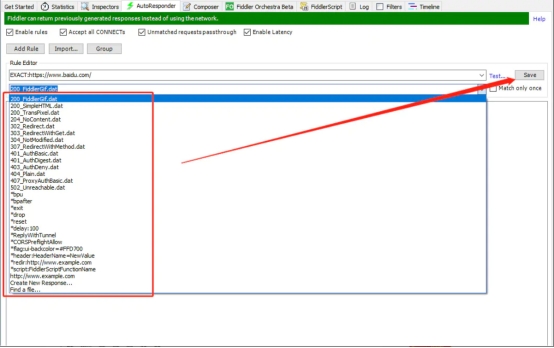 Get Started Statistics Inspectors AutoResponder Composer FO Fiddler Orchestra Beta FiddlerScript Log Filters Timeline
Fiddler can return previously generated responses instead of using the network. Help
Enable rules Accept all CONNECTs Unmatched requests passthrough Enable Latency
Add Rule Import... Group
Rule Editor
EXACT:https://www.baidu.com/ Test... Save
200_FiddlerGif.dat Match only once
200_FiddlerGif.dat
200_SimpleHTML.dat
200_TransPixel.dat
204_NoContent.dat
302_Redirect.dat
303_RedirectWithGet.dat
304_NotModified.dat
307_RedirectWithMethod.dat
401_AuthBasic.dat
401_AuthDigest.dat
403_AuthDeny.dat
404_Plain.dat
407_ProxyAuthBasic.dat
502_Unreachable.dat
*bpu
*bpafter
*exit
*drop
*reset
*delay:100
*ReplyWithTunnel
*CORSPreflightAllow
*flag:ui-backcolor=#FFD700
*header:HeaderName=NewValue
*redir:http://www.example.com
*script:FiddlerScriptFunctionName
http://www.example.com
Create New Response...
Find a file...